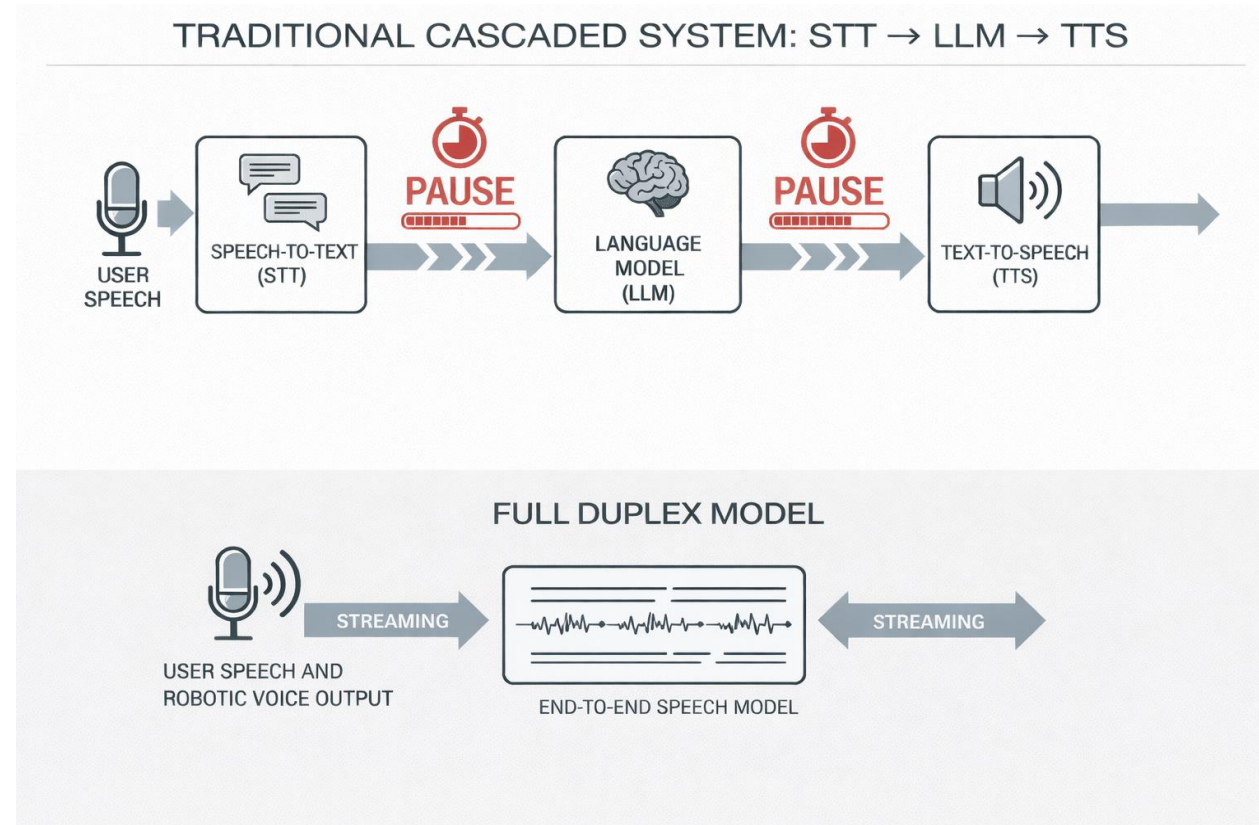 TRADITIONAL CASCADED SYSTEM: STT → LLM → TTS
PAUSE
PAUSE
USER
SPEECH
SPEECH-TO-TEXT
(STT)
LANGUAGE
MODEL
(LLM)
TEXT-TO-SPEECH
(TTS)
FULL DUPLEX MODEL
STREAMING
STREAMING
USER SPEECH AND
ROBOTIC VOICE OUTPUT
END-TO-END SPEECH MODEL